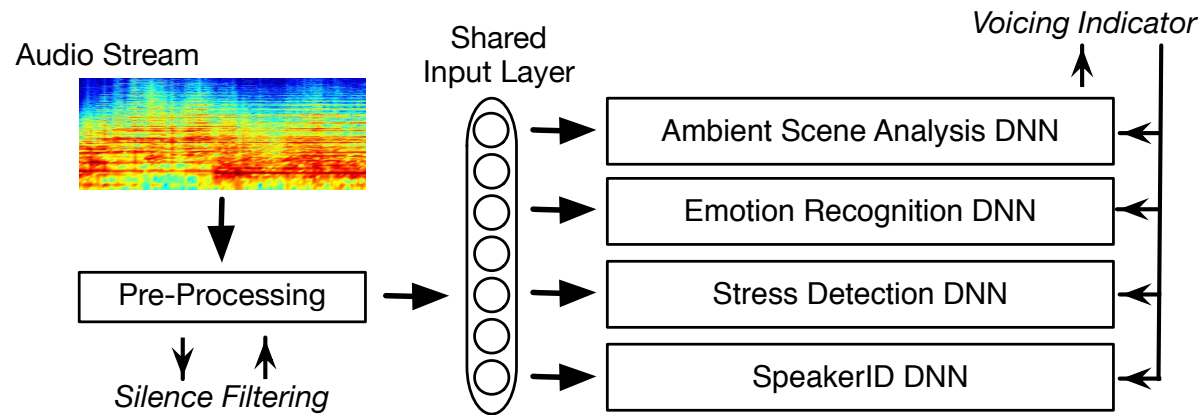 Audio Stream
Pre-Processing
Silence Filtering
Shared
Input Layer
Voicing Indicator
Ambient Scene Analysis DNN
Emotion Recognition DNN
Stress Detection DNN
SpeakerID DNN